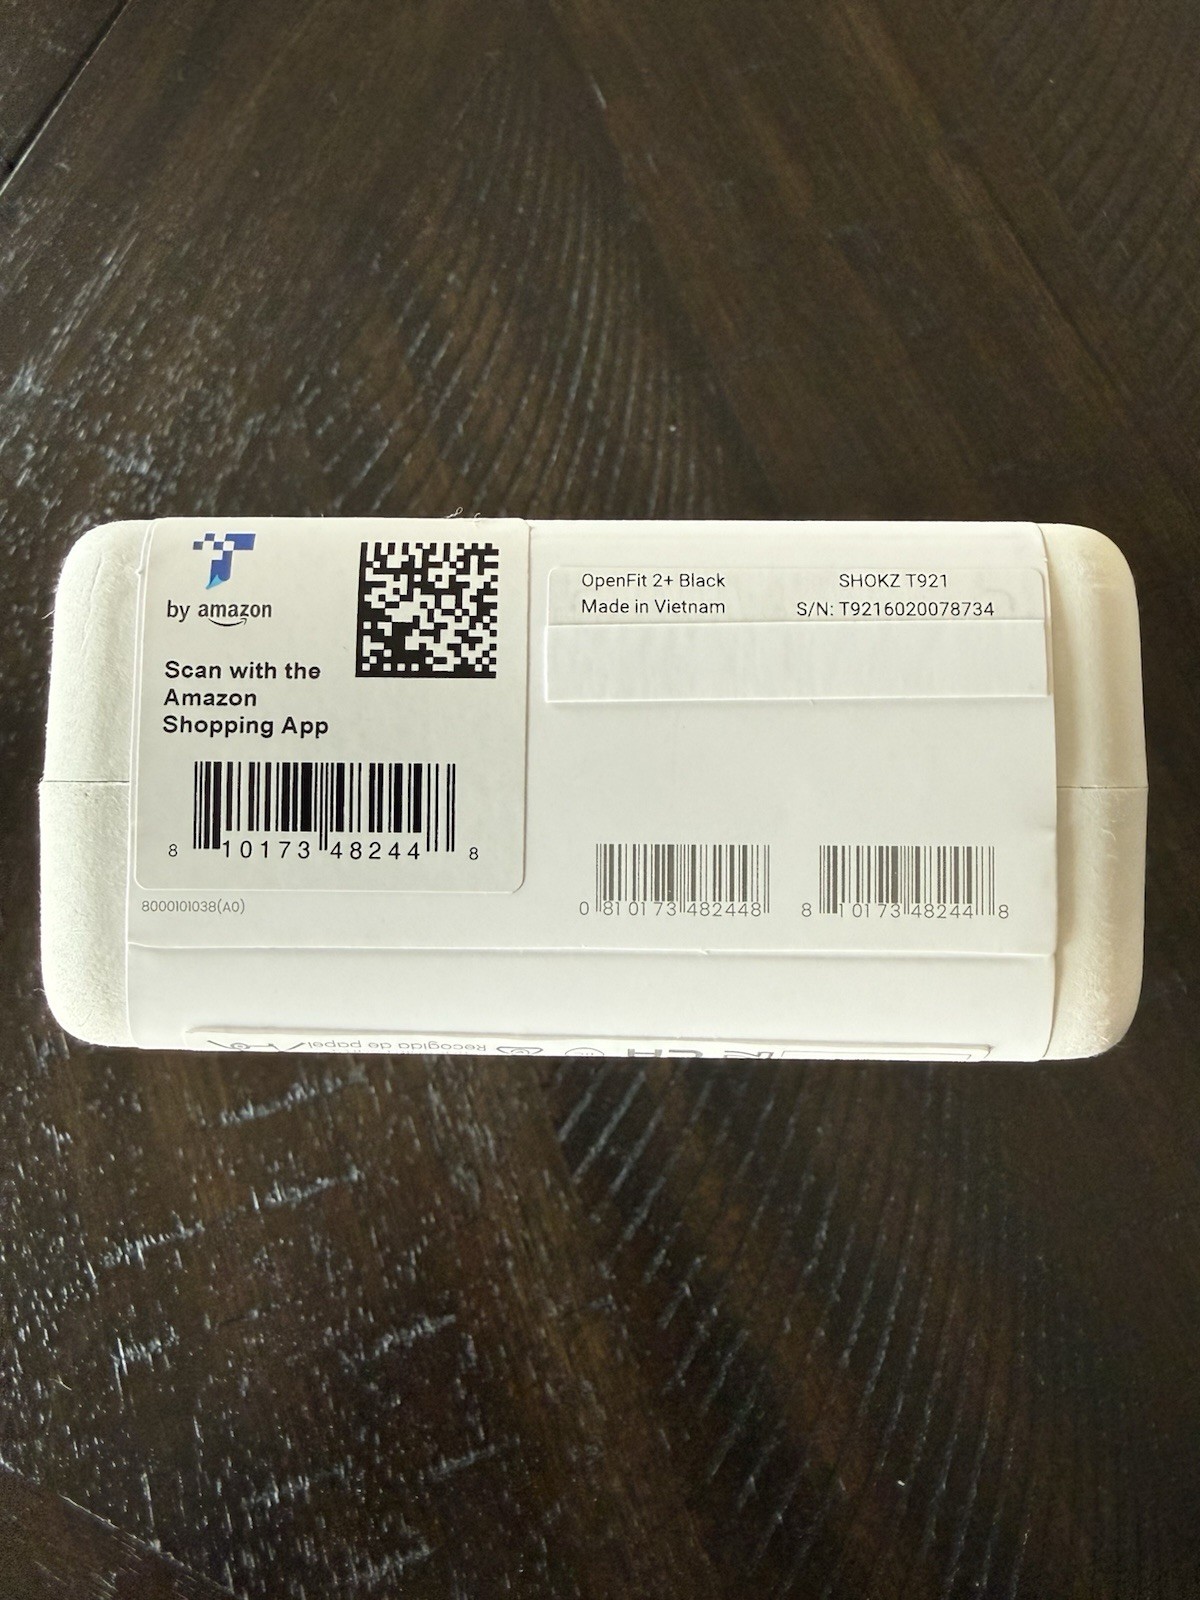 by amazon
Scan with the
Amazon
Shopping App
8 10173 48244 8
8000101038(A0)
OpenFit 2+ Black
Made in Vietnam
SHOKZ T921
S/N: T9216020078734
0 810173 482448
8 10173 48244 8
Recogida de papel